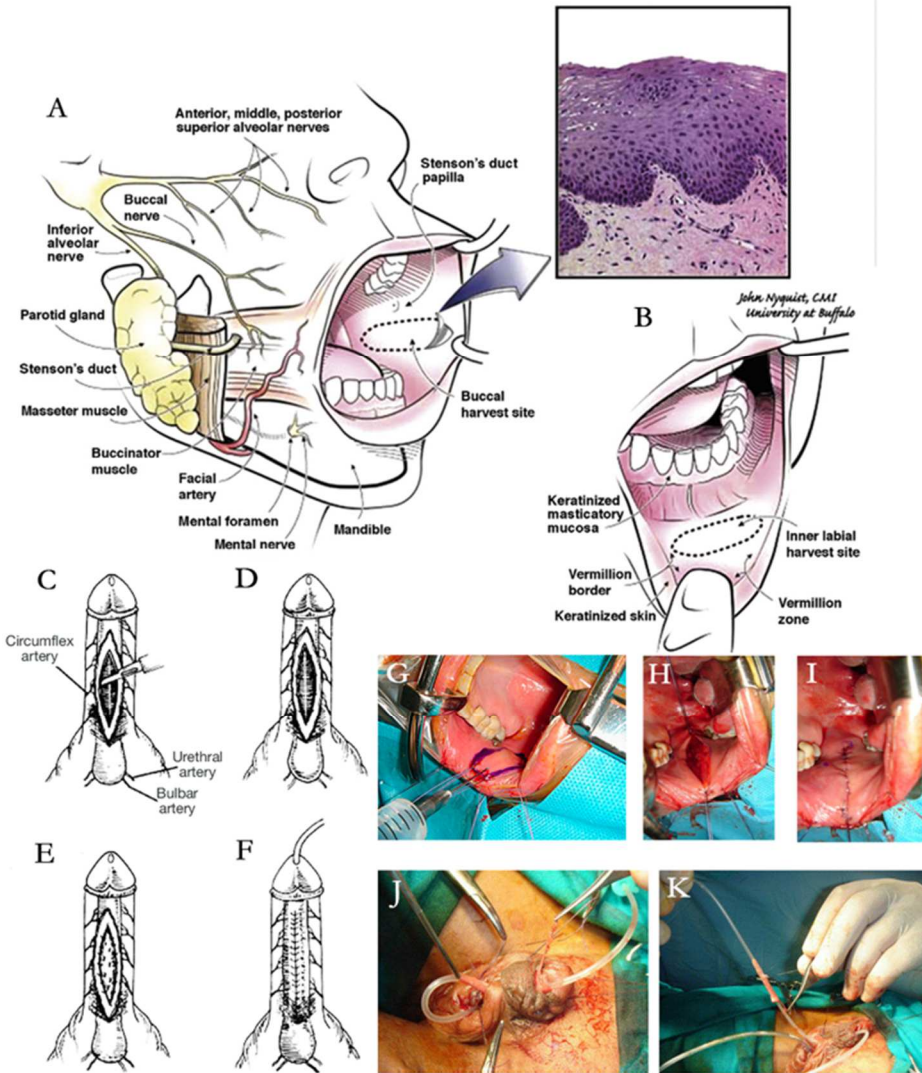 A
Anterior, middle, posterior
superior alveolar nerves
Stenson's duct
papilla
Buccal
nerve
Inferior
alveolar
nerve
Parotid gland
Stenson's duct
Masseter muscle
Buccinator
muscle
Facial
artery
Mental foramen
Mental nerve
Mandible
Buccal
harvest site
John Nyquist, CMI
University at Buffalo
B
Keratinized
masticatory
mucosa
Inner labial
harvest site
Vermillion
border
Keratinized skin
Vermillion
zone
C
D
Circumflex
artery
Urethral
artery
Bulbar
artery
E
F
G
H
I
J
K